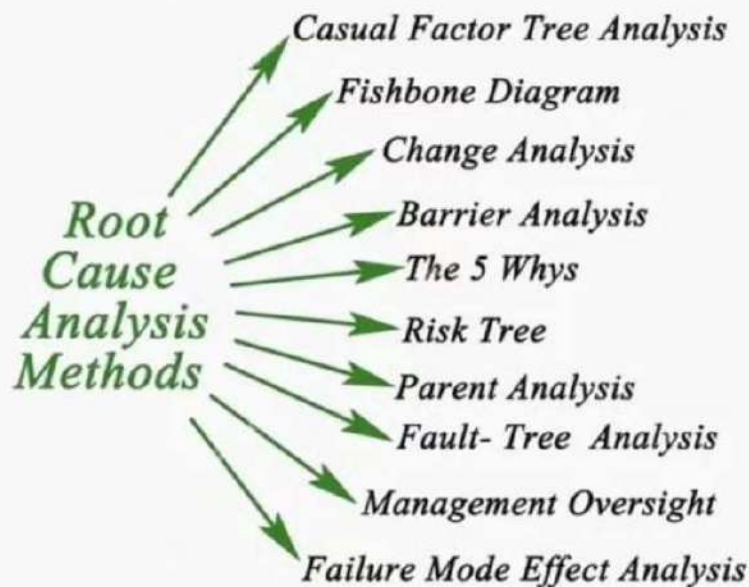 Casual Factor Tree Analysis
Fishbone Diagram
Change Analysis
Barrier Analysis
The 5 Whys
Root
Cause
Analysis
Methods
Risk Tree
Parent Analysis
Fault- Tree Analysis
Management Oversight
Failure Mode Effect Analysis